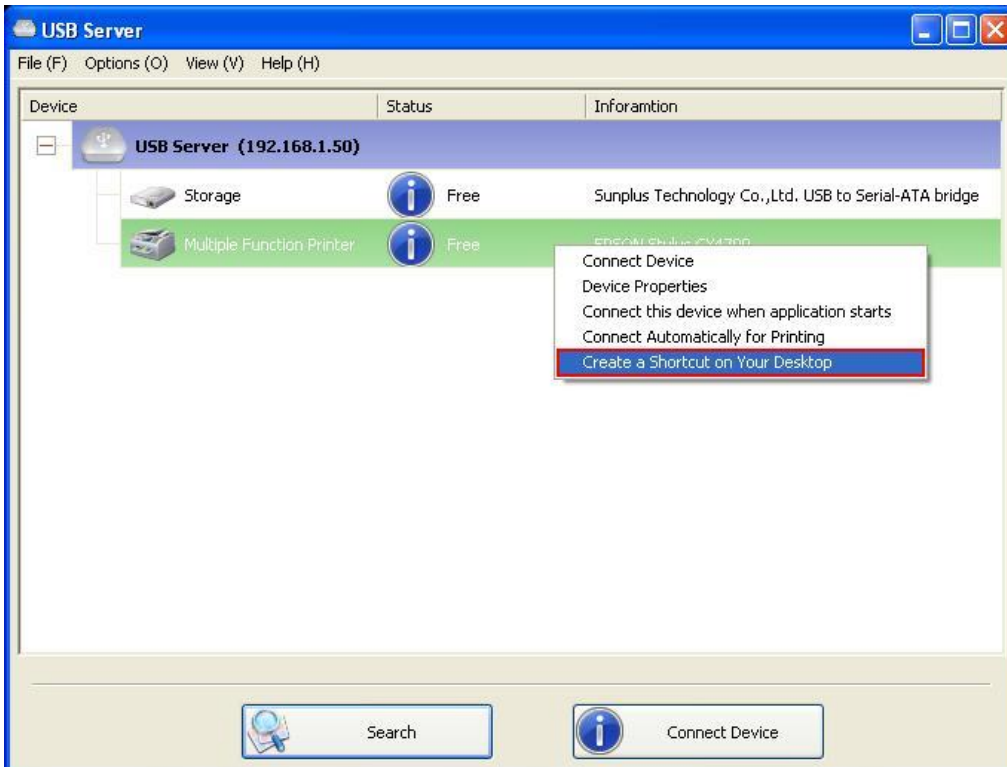 USB Server
File (F) Options (O) View (V) Help (H)
Device Status Inforamtion
USB Server (192.168.1.50)
Storage Free Sunplus Technology Co.,Ltd. USB to Serial-ATA bridge
Multiple Function Printer Free EPSON Stylus
Connect Device
Device Properties
Connect this device when application starts
Connect Automatically for Printing
Create a Shortcut on Your Desktop
Search Connect Device